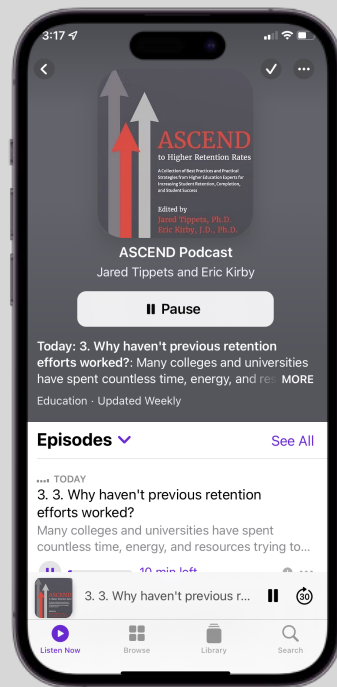 3:17
ASCEND
to Higher Retention Rates
A Collection of Best Practices and Practical
Strategies from Higher Education Experts for
Increasing Student Retention, Completion,
and Student Success
Edited by
Jared Tippets, Ph.D.
Eric Kirby, J.D., Ph.D.
ASCEND Podcast
Jared Tippets and Eric Kirby
Pause
Today: 3. Why haven't previous retention
efforts worked?: Many colleges and universities
have spent countless time, energy, and res MORE
Education · Updated Weekly
Episodes
See All
TODAY
3. 3. Why haven't previous retention
efforts worked?
Many colleges and universities have spent
countless time, energy, and resources trying to...
10 min left
3. 3. Why haven't previous r...
30
Listen Now
Browse
Library
Search